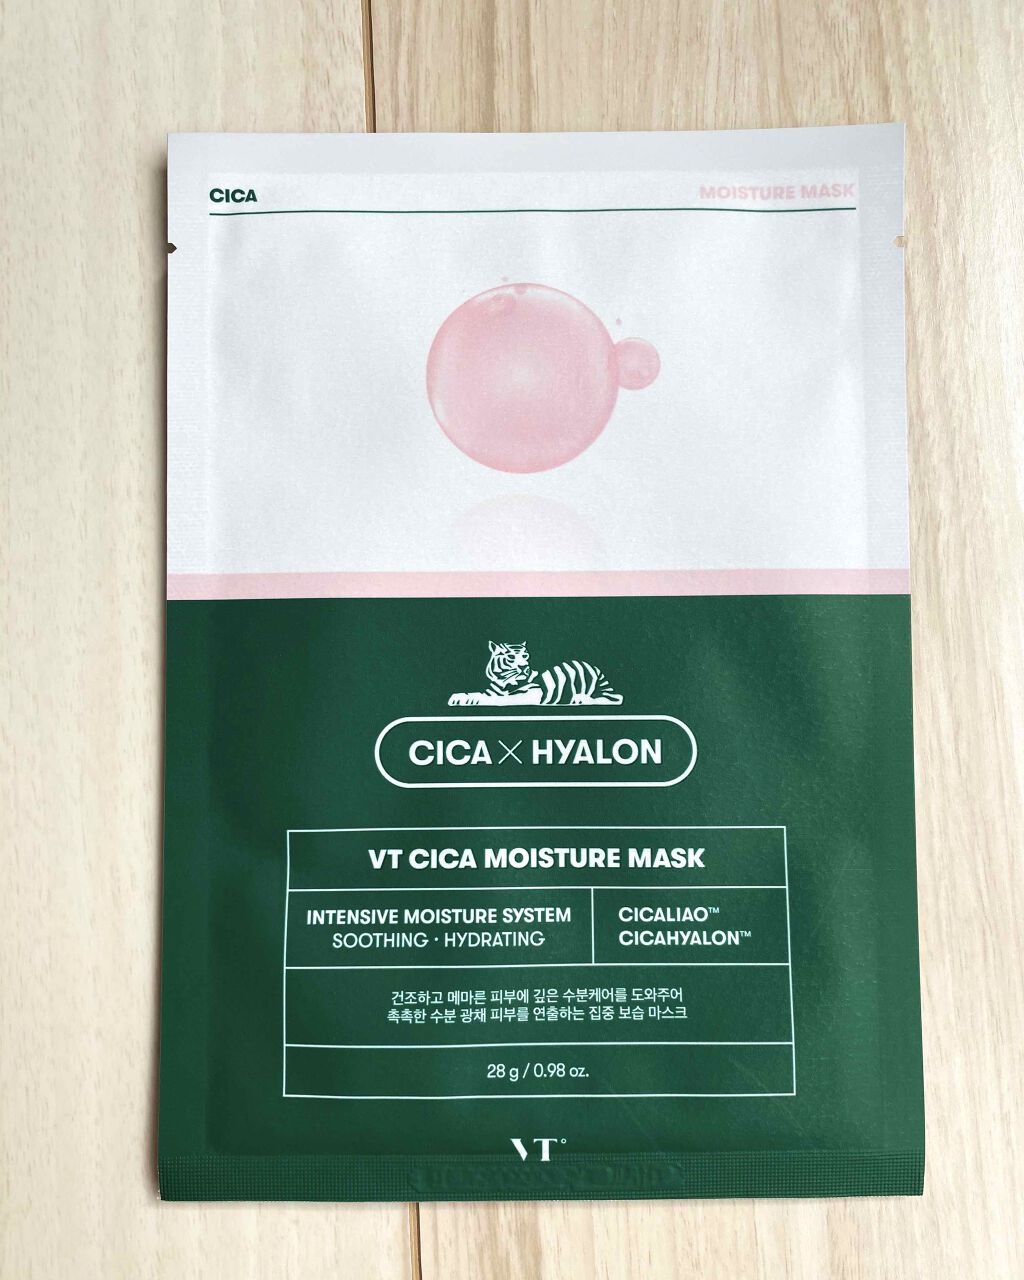 CICA
MOISTURE MASK
CICA X HYALON
VT CICA MOISTURE MASK
INTENSIVE MOISTURE SYSTEM
SOOTHING · HYDRATING
CICALIAO™
CICAHYALON™
건조하고 메마른 피부에 깊은 수분케어를 도와주어
촉촉한 수분 광채 피부를 연출하는 집중 보습 마스크
28 g / 0.98 oz.
VT°